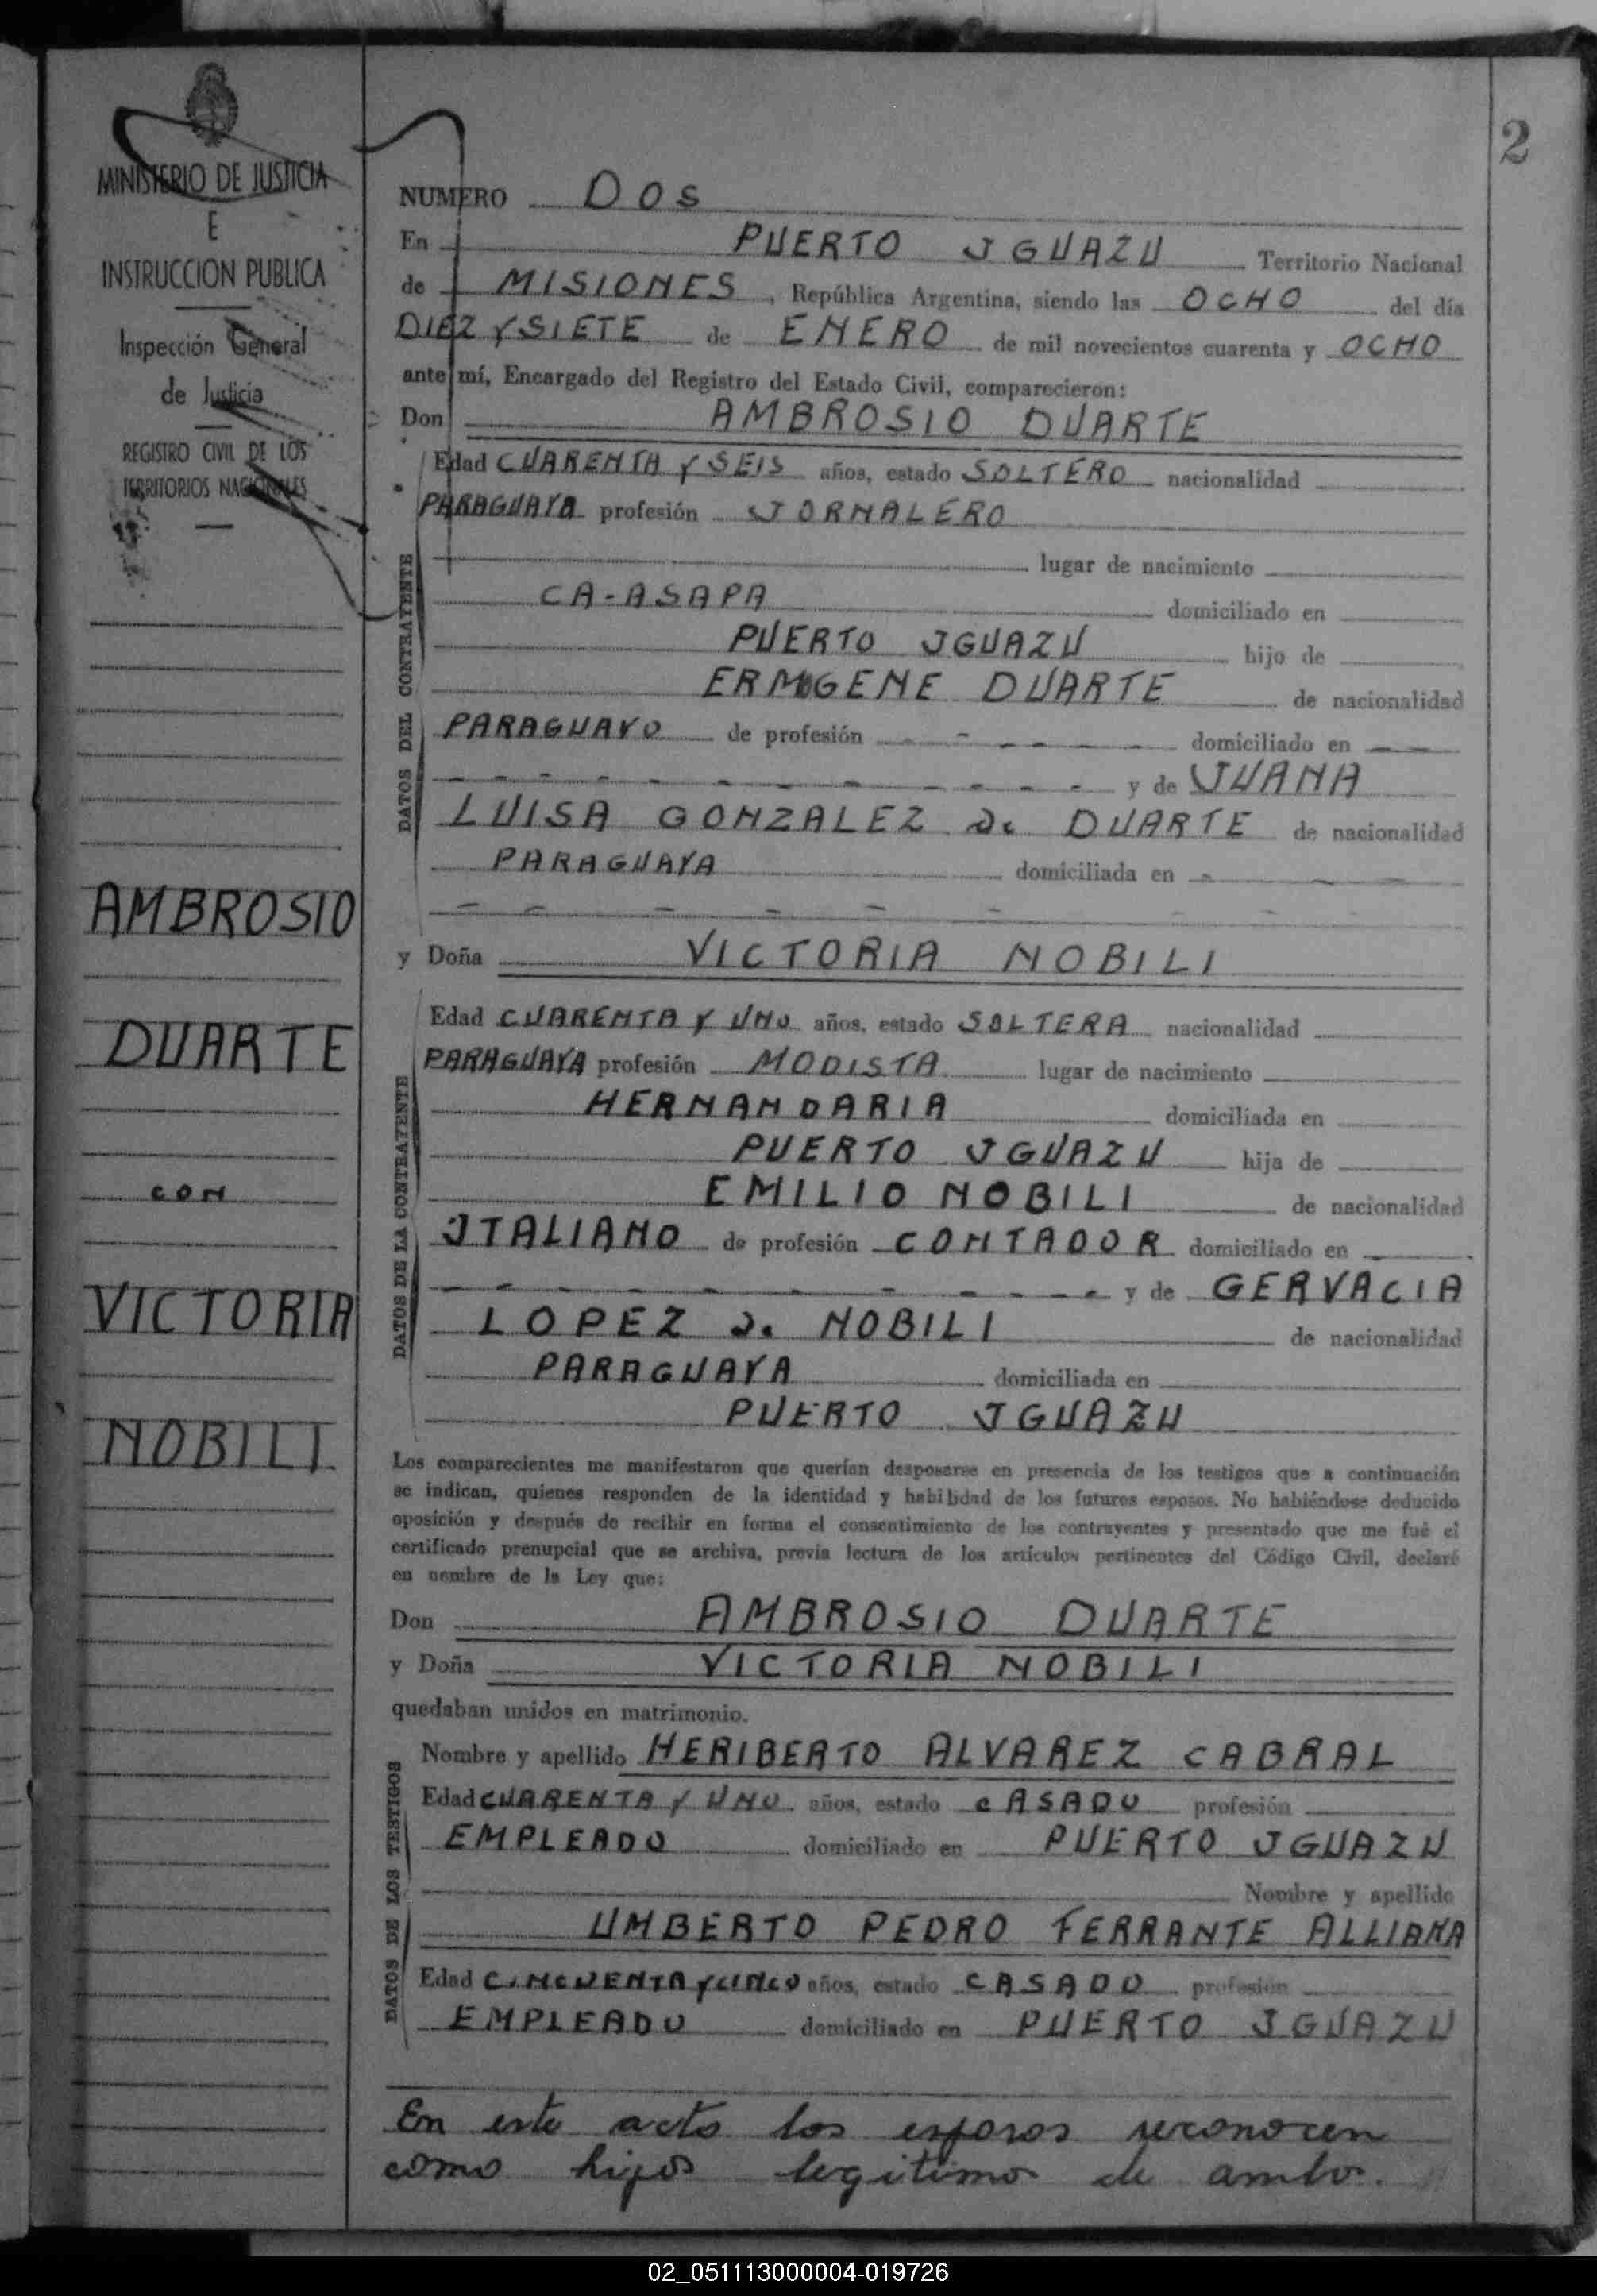 2
MINISTERIO DE JUSTICIA
E
INSTRUCCION PUBLICA
Inspección General
de Justicia
REGISTRO CIVIL DE LOS
TERRITORIOS NACIONALES
AMBROSIO
DUARTE
CON
VICTORIA
NOBILI
NUMERO DOS
En PUERTO IGUAZU Territorio Nacional
de MISIONES, República Argentina, siendo las OCHO del día
DIEZ Y SIETE de ENERO de mil novecientos cuarenta y OCHO
ante mí, Encargado del Registro del Estado Civil, comparecieron:
Don AMBROSIO DUARTE
DATOS DEL CONTRAYENTE
Edad CUARENTA Y SEIS años, estado SOLTERO nacionalidad
PARAGUAYA profesión JORNALERO
lugar de nacimiento
CA-ASAPA domiciliado en
PUERTO IGUAZU hijo de
ERMOGENE DUARTE de nacionalidad
PARAGUAYO de profesión - - - - - domiciliado en - -
- - - - - - - - - - - y de JUANA
LUISA GONZALEZ de DUARTE de nacionalidad
PARAGUAYA domiciliada en - - -
- - - - - - - -
y Doña VICTORIA NOBILI
DATOS DE LA CONTRAYENTE
Edad CUARENTA Y UNO años, estado SOLTERA nacionalidad
PARAGUAYA profesión MODISTA lugar de nacimiento
HERNANDARIA domiciliada en
PUERTO IGUAZU hija de
EMILIO NOBILI de nacionalidad
ITALIANO de profesión CONTADOR domiciliado en
- - - - - - - - - - y de GERVACIA
LOPEZ de NOBILI de nacionalidad
PARAGUAYA domiciliada en
PUERTO IGUAZU
Los comparecientes me manifestaron que querían desposarse en presencia de los testigos que a continuación
se indican, quienes responden de la identidad y habilidad de los futuros esposos. No habiéndose deducido
oposición y después de recibir en forma el consentimiento de los contrayentes y presentado que me fué el
certificado prenupcial que se archiva, previa lectura de los artículos pertinentes del Código Civil, declaré
en nombre de la Ley que:
Don AMBROSIO DUARTE
y Doña VICTORIA NOBILI
quedaban unidos en matrimonio.
DATOS DE LOS TESTIGOS
Nombre y apellido HERIBERTO ALVAREZ CABRAL
Edad CUARENTA Y UNO años, estado CASADO profesión
EMPLEADO domiciliado en PUERTO IGUAZU
Nombre y apellido
UMBERTO PEDRO FERRANTE ALLIANA
Edad CINCUENTA Y CINCO años, estado CASADO profesión
EMPLEADO domiciliado en PUERTO IGUAZU
En este acto los esposos reconocen
como hijos legitimos de ambos.
02_051113000004-019726